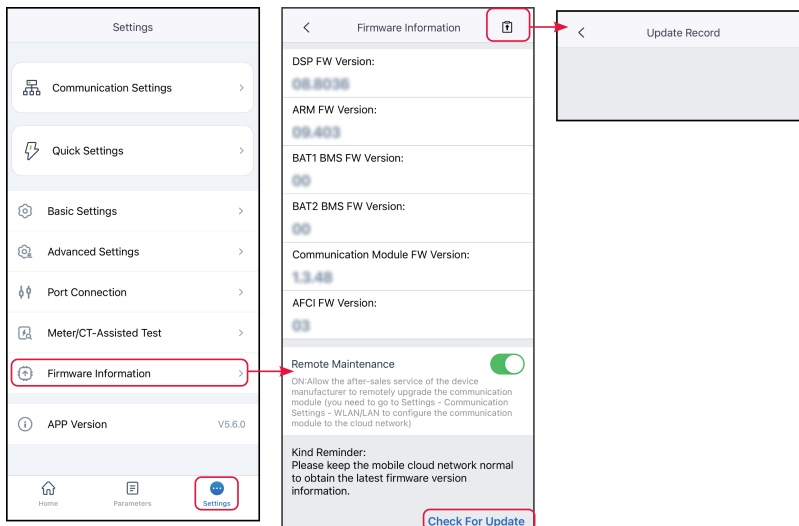 Settings
Communication Settings
Quick Settings
Basic Settings
Advanced Settings
Port Connection
Meter/CT-Assisted Test
Firmware Information
APP Version V5.6.0
Home Parameters Settings
Firmware Information
DSP FW Version:
08.8036
ARM FW Version:
09.403
BAT1 BMS FW Version:
00
BAT2 BMS FW Version:
00
Communication Module FW Version:
1.3.48
AFCI FW Version:
03
Remote Maintenance
ON:Allow the after-sales service of the device
manufacturer to remotely upgrade the communication
module (you need to go to Settings - Communication
Settings - WLAN/LAN to configure the communication
module to the cloud network)
Kind Reminder:
Please keep the mobile cloud network normal
to obtain the latest firmware version
information.
Check For Update
Update Record